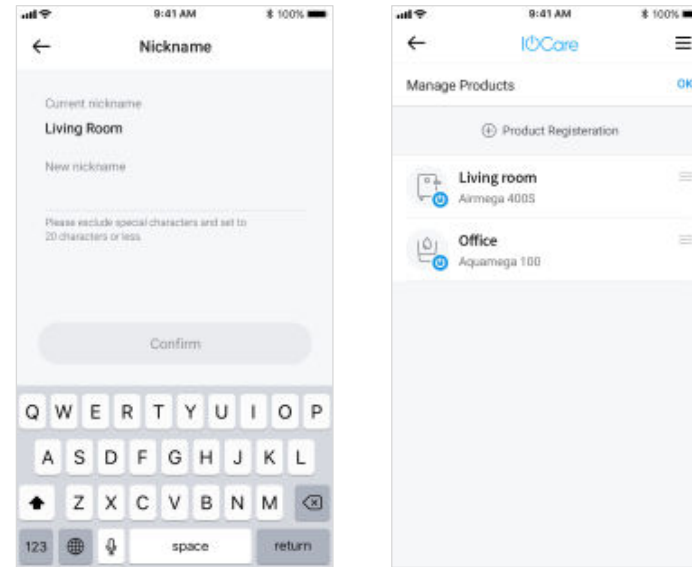 9:41 AM
100%
Nickname
Current nickname
Living Room
New nickname
Please exclude special characters and set to
20 characters or less.
Confirm
Q W E R T Y U I O P
A S D F G H J K L
Z X C V B N M
123 space return
9:41 AM
100%
IOCare
Manage Products
OK
Product Registeration
Living room
Airmega 400S
Office
Aquamega 100